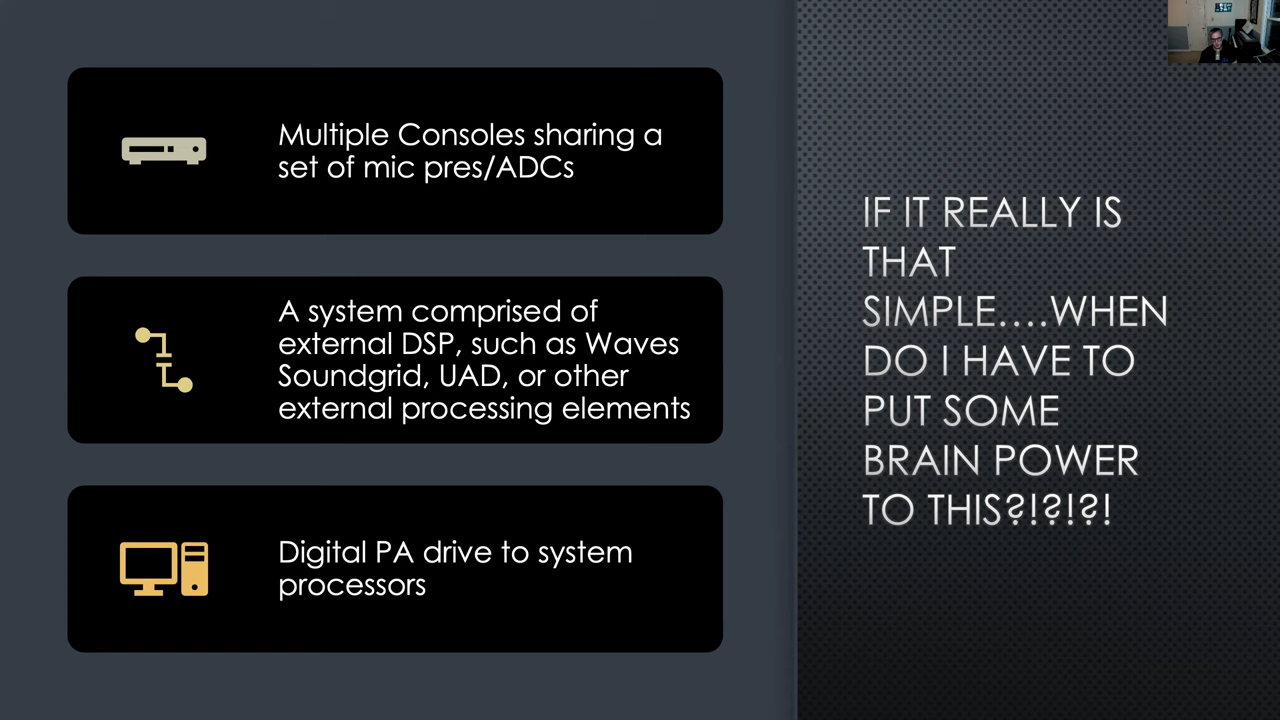 Multiple Consoles sharing a
set of mic pres/ADCs
A system comprised of
external DSP, such as Waves
Soundgrid, UAD, or other
external processing elements
Digital PA drive to system
processors
IF IT REALLY IS
THAT
SIMPLE....WHEN
DO I HAVE TO
PUT SOME
BRAIN POWER
TO THIS?!?!?!